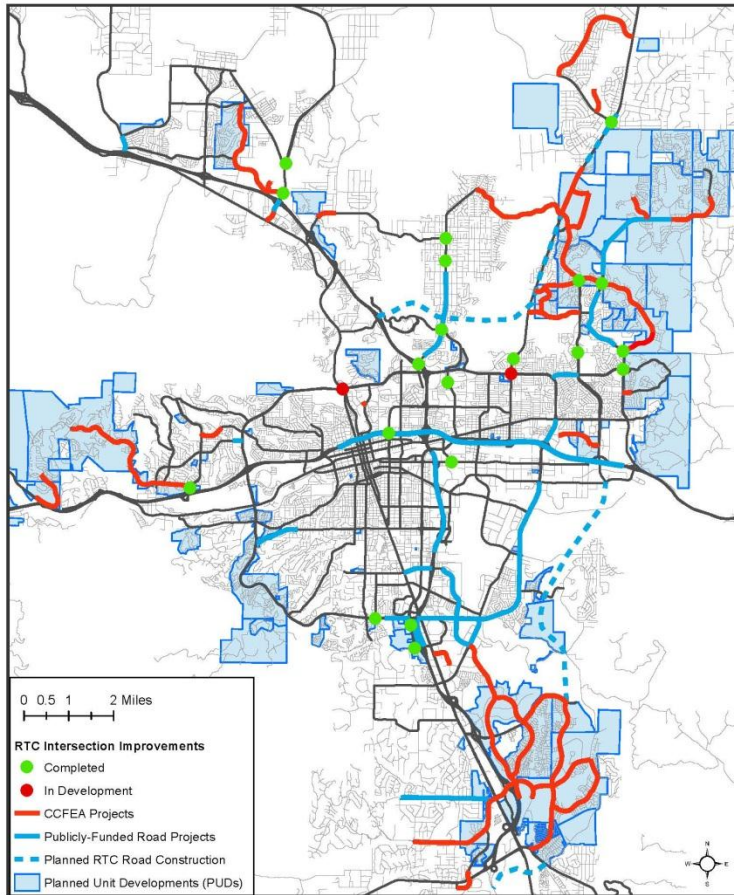 0 0.5 1 2 Miles
RTC Intersection Improvements
Completed
In Development
CCFEA Projects
Publicly-Funded Road Projects
Planned RTC Road Construction
Planned Unit Developments (PUDs)
N
W E
S